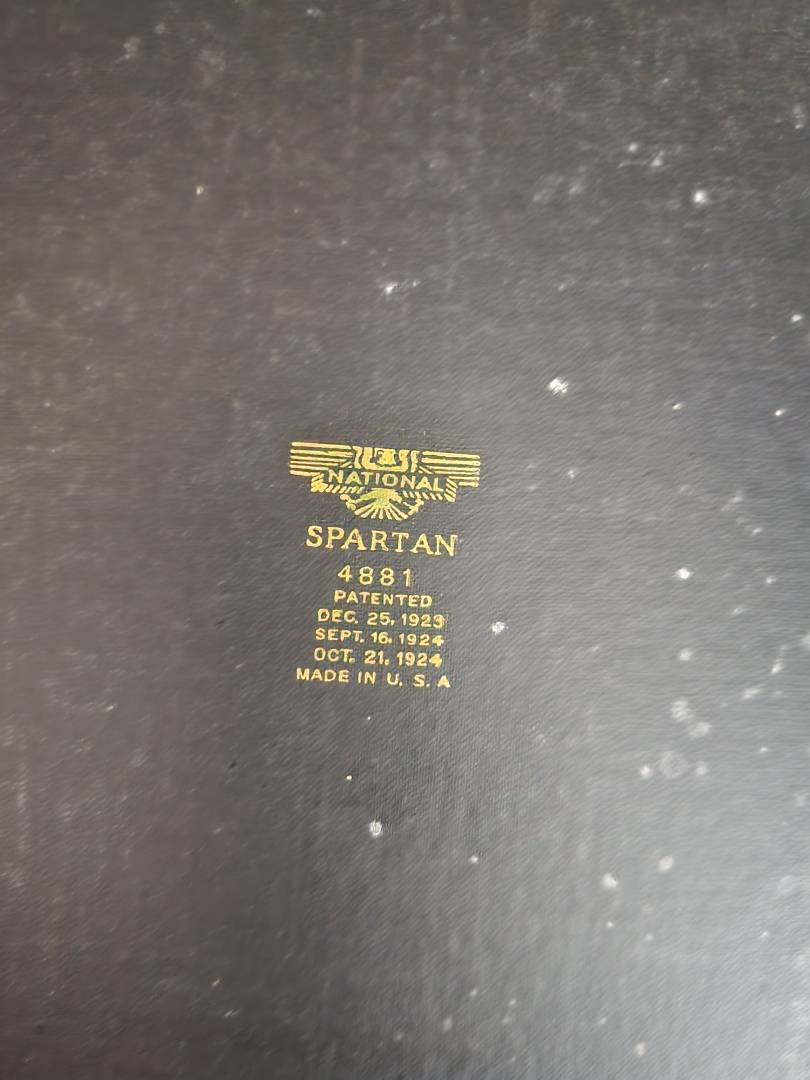 NATIONAL
SPARTAN
4881
PATENTED
DEC. 25, 1923
SEPT. 16, 1924
OCT. 21, 1924
MADE IN U. S. A